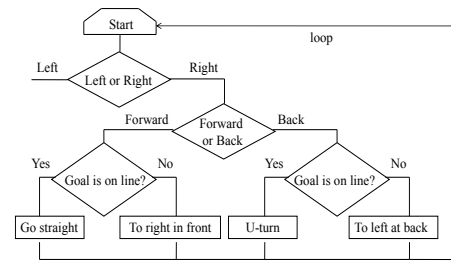 Start
loop
Left
Right
Left or Right
Forward
Forward
or Back
Back
Yes
Goal is on line?
No
Yes
Goal is on line?
No
Go straight
To right in front
U-turn
To left at back